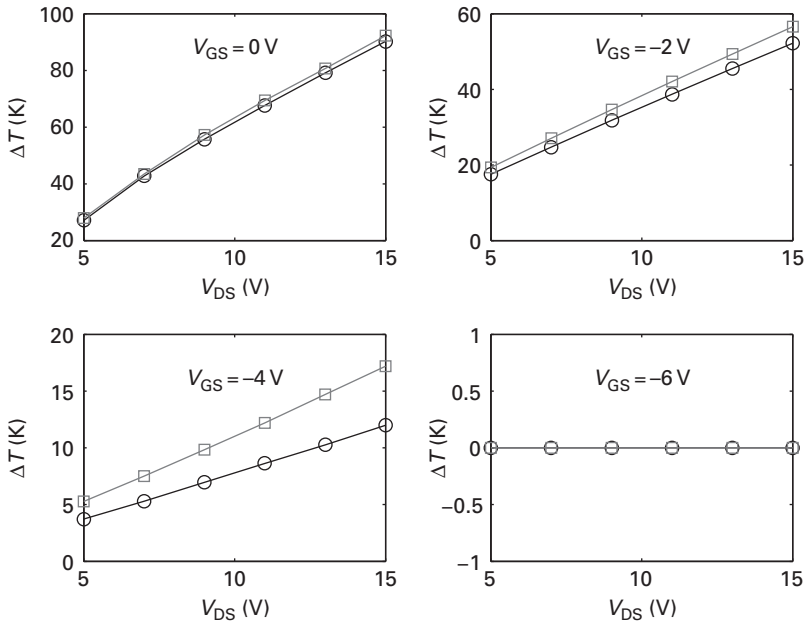 V_GS = 0 V
100
80
60
40
20
ΔT (K)
5
10
15
V_DS (V)
V_GS = −2 V
60
40
20
0
ΔT (K)
5
10
15
V_DS (V)
V_GS = −4 V
20
15
10
5
0
ΔT (K)
5
10
15
V_DS (V)
V_GS = −6 V
1
0.5
0
−0.5
−1
ΔT (K)
5
10
15
V_DS (V)